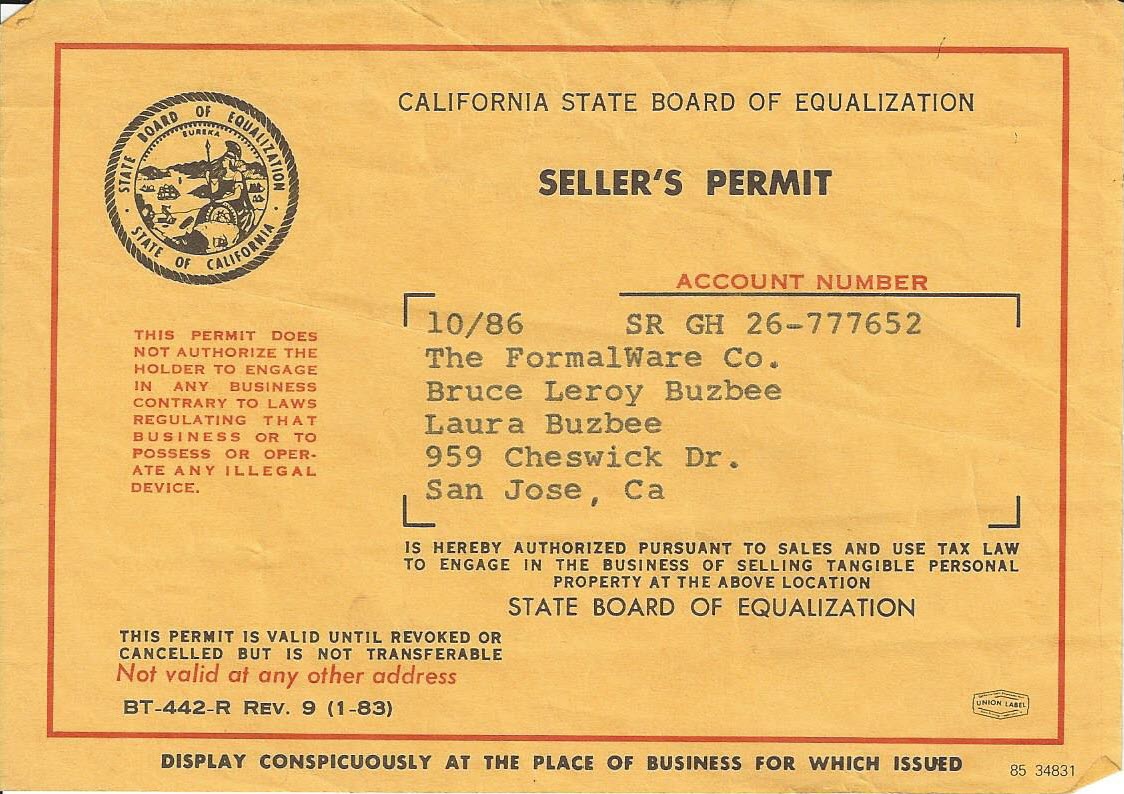 CALIFORNIA STATE BOARD OF EQUALIZATION
STATE BOARD OF EQUALIZATION
EUREKA
STATE OF CALIFORNIA
SELLER'S PERMIT
ACCOUNT NUMBER
10/86 SR GH 26-777652
The FormalWare Co.
Bruce Leroy Buzbee
Laura Buzbee
959 Cheswick Dr.
San Jose, Ca
THIS PERMIT DOES
NOT AUTHORIZE THE
HOLDER TO ENGAGE
IN ANY BUSINESS
CONTRARY TO LAWS
REGULATING THAT
BUSINESS OR TO
POSSESS OR OPER-
ATE ANY ILLEGAL
DEVICE.
IS HEREBY AUTHORIZED PURSUANT TO SALES AND USE TAX LAW
TO ENGAGE IN THE BUSINESS OF SELLING TANGIBLE PERSONAL
PROPERTY AT THE ABOVE LOCATION
STATE BOARD OF EQUALIZATION
THIS PERMIT IS VALID UNTIL REVOKED OR
CANCELLED BUT IS NOT TRANSFERABLE
Not valid at any other address
BT-442-R REV. 9 (1-83)
UNION LABEL
DISPLAY CONSPICUOUSLY AT THE PLACE OF BUSINESS FOR WHICH ISSUED
85 34831